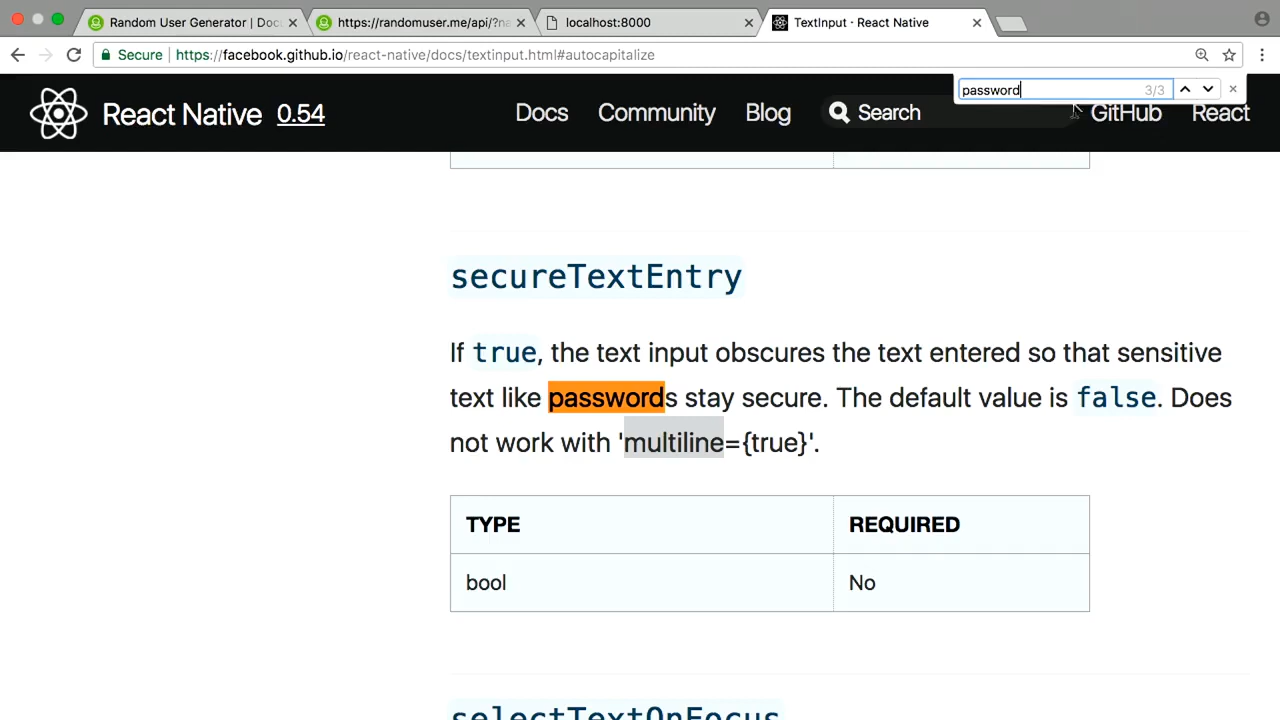 Random User Generator | Doc
https://randomuser.me/api/?na
localhost:8000
TextInput · React Native
Secure
https://facebook.github.io/react-native/docs/textinput.html#autocapitalize
password
3/3
React Native 0.54
Docs
Community
Blog
Search
GitHub
React
secureTextEntry
If true, the text input obscures the text entered so that sensitive
text like passwords stay secure. The default value is false. Does
not work with 'multiline={true}'.
TYPE
REQUIRED
bool
No
selectTextOnFocus